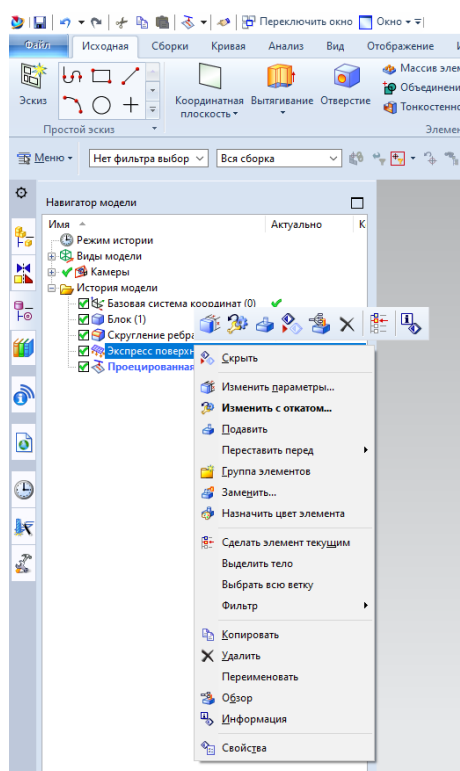 Переключить окно Окно
Файл Исходная Сборки Кривая Анализ Вид Отображение
Эскиз
Координатная плоскость
Вытягивание
Отверстие
Массив элем
Объединени
Тонкостенно
Простой эскиз
Элемен
Меню Нет фильтра выбор Вся сборка
Навигатор модели
Имя Актуально К
Режим истории
Виды модели
Камеры
История модели
Базовая система координат (0)
Блок (1)
Скругление ребра
Экспресс поверхн
Проецированная
Скрыть
Изменить параметры...
Изменить с откатом...
Подавить
Переставить перед
Группа элементов
Заменить...
Назначить цвет элемента
Сделать элемент текущим
Выделить тело
Выбрать всю ветку
Фильтр
Копировать
Удалить
Переименовать
Обзор
Информация
Свойства